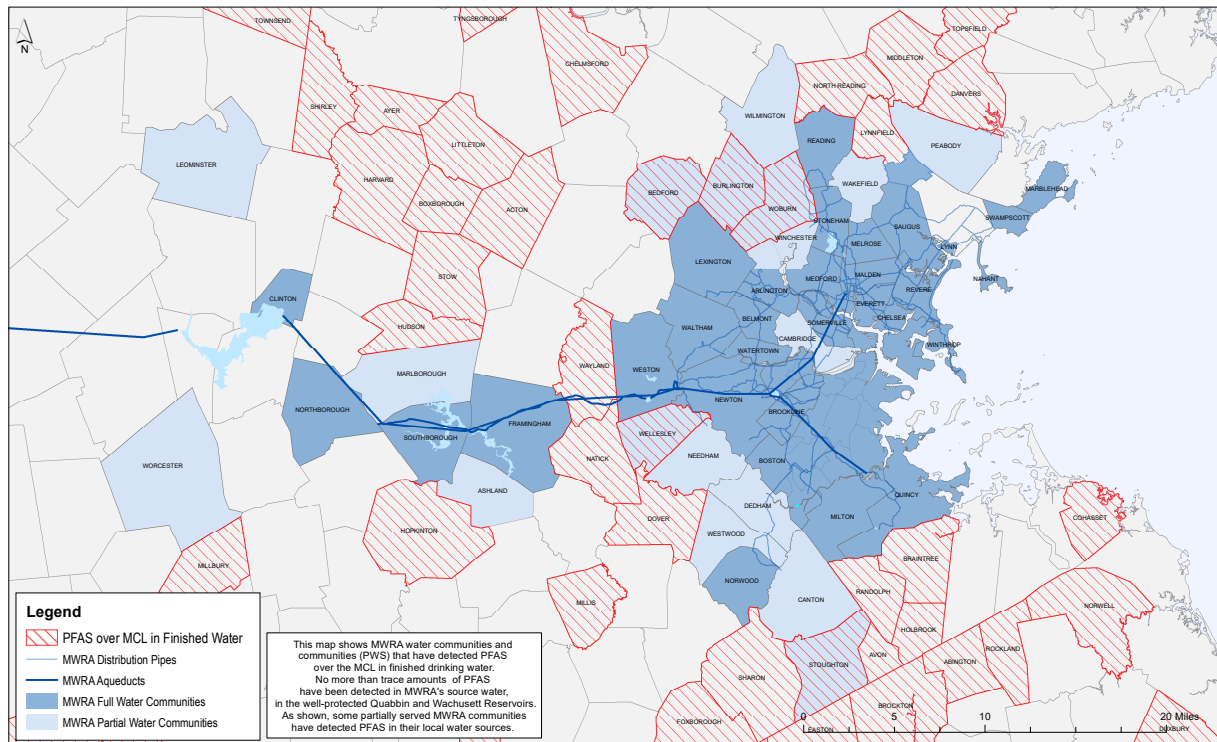 TOWNSEND
TYNGSBOROUGH
TOPSFIELD
N
CHELMSFORD
MIDDLETON
NORTH READING
DANVERS
SHIRLEY
AYER
WILMINGTON
LITTLETON
READING
LYNNFIELD
PEABODY
LEOMINSTER
HARVARD
BEDFORD
BURLINGTON
WAKEFIELD
MARBLEHEAD
BOXBOROUGH
ACTON
WOBURN
STONEHAM
SAUGUS
SWAMPSCOTT
WINCHESTER
MELROSE
LYNN
LEXINGTON
STOW
MEDFORD
MALDEN
NAHANT
ARLINGTON
REVERE
CLINTON
EVERETT
BELMONT
SOMERVILLE
CHELSEA
HUDSON
WALTHAM
CAMBRIDGE
WATERTOWN
WINTHROP
MARLBOROUGH
WAYLAND
WESTON
NEWTON
NORTHBOROUGH
BROOKLINE
SOUTHBOROUGH
FRAMINGHAM
WELLESLEY
NEEDHAM
NATICK
BOSTON
WORCESTER
ASHLAND
QUINCY
DEDHAM
MILTON
HOPKINTON
DOVER
WESTWOOD
COHASSET
BRAINTREE
MILLBURY
NORWOOD
RANDOLPH
MILLIS
CANTON
NORWELL
HOLBROOK
AVON
ROCKLAND
STOUGHTON
ABINGTON
SHARON
BROCKTON
FOXBOROUGH
EASTON
DUXBURY
0 5 10 20 Miles
Legend
PFAS over MCL in Finished Water
MWRA Distribution Pipes
MWRA Aqueducts
MWRA Full Water Communities
MWRA Partial Water Communities
This map shows MWRA water communities and
communities (PWS) that have detected PFAS
over the MCL in finished drinking water.
No more than trace amounts of PFAS
have been detected in MWRA's source water,
in the well-protected Quabbin and Wachusett Reservoirs.
As shown, some partially served MWRA communities
have detected PFAS in their local water sources.